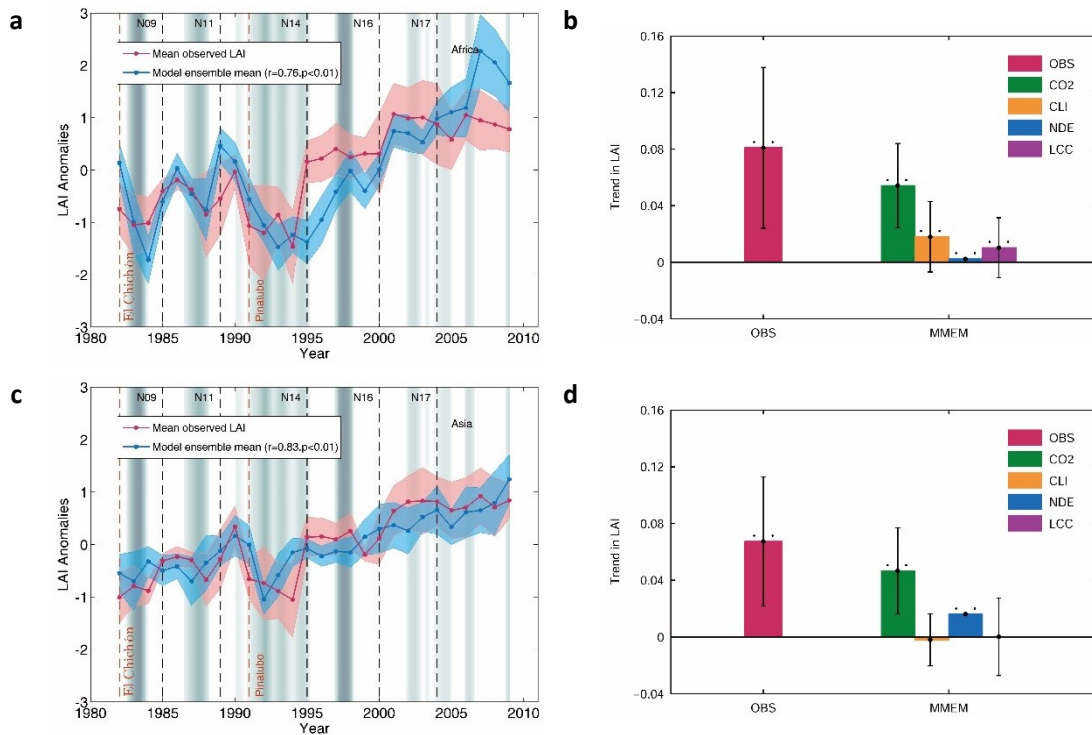 a
N09 N11 N14 N16 N17
Mean observed LAI
Model ensemble mean (r=0.76,p<0.01)
Africa
LAI Anomalies
3
2
1
0
-1
-2
-3
El Chichón
Pinatubo
1980 1985 1990 1995 2000 2005 2010
Year
b
Trend in LAI
0.16
0.12
0.08
0.04
0
−0.04
OBS
CO2
CLI
NDE
LCC
OBS MMEM
c
N09 N11 N14 N16 N17
Mean observed LAI
Model ensemble mean (r=0.83,p<0.01)
Asia
LAI Anomalies
3
2
1
0
-1
-2
-3
El Chichón
Pinatubo
1980 1985 1990 1995 2000 2005 2010
Year
d
Trend in LAI
0.16
0.12
0.08
0.04
0
−0.04
OBS
CO2
CLI
NDE
LCC
OBS MMEM